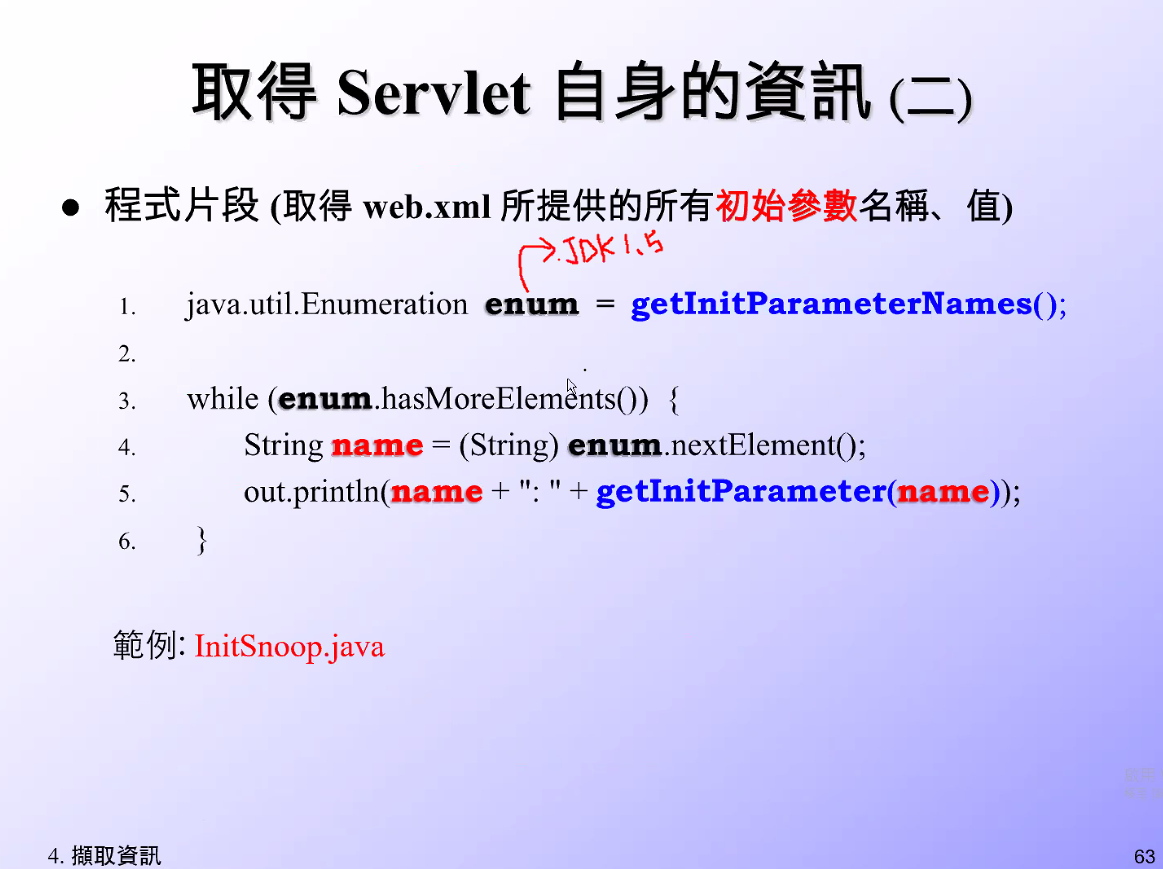 取得 Servlet 自身的資訊 (二)
● 程式片段 (取得 web.xml 所提供的所有初始參數名稱、值)
JDK 1.5
1. java.util.Enumeration enum = getInitParameterNames();
2.
3. while (enum.hasMoreElements()) {
4. String name = (String) enum.nextElement();
5. out.println(name + ": " + getInitParameter(name));
6. }
範例: InitSnoop.java
4. 擷取資訊
63